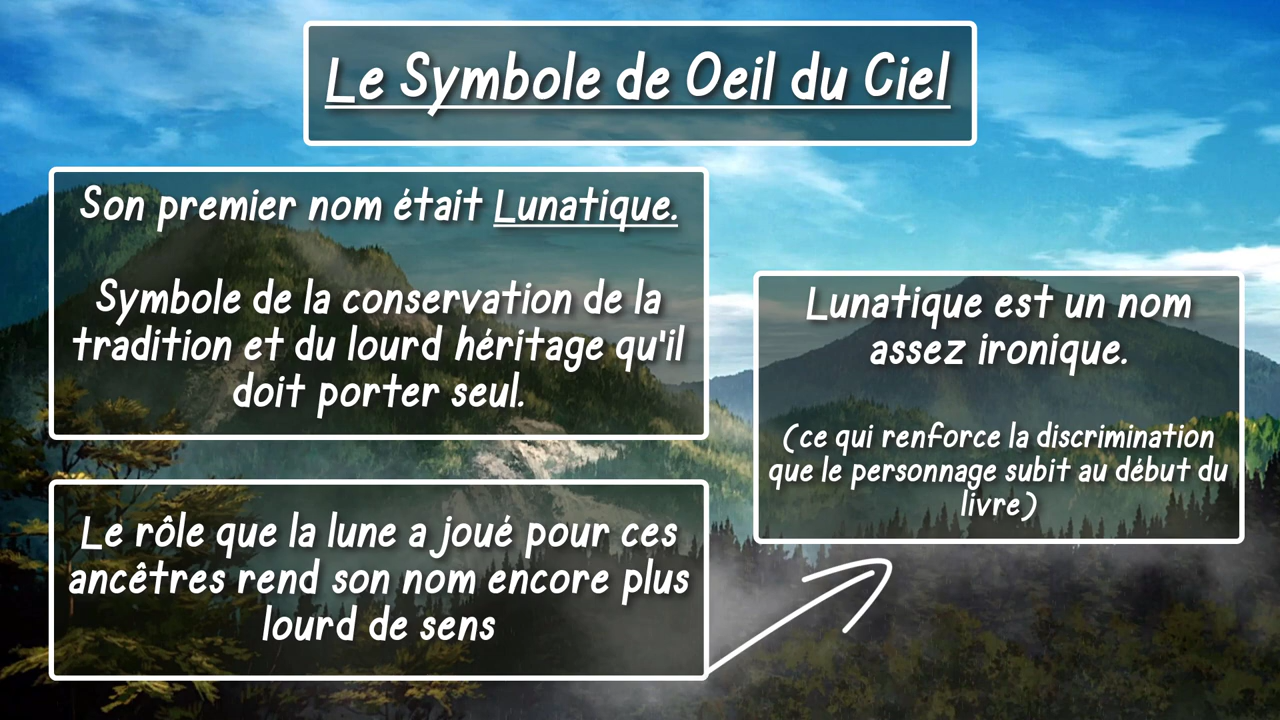 Le Symbole de Oeil du Ciel
Son premier nom était Lunatique.
Symbole de la conservation de la
tradition et du lourd héritage qu'il
doit porter seul.
Le rôle que la lune a joué pour ces
ancêtres rend son nom encore plus
lourd de sens
Lunatique est un nom
assez ironique.
(ce qui renforce la discrimination
que le personnage subit au début du
livre)